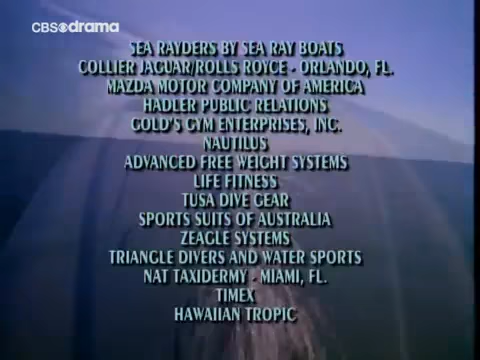 CBS drama
SEA RAYDERS BY SEA RAY BOATS
COLLIER JAGUAR/ROLLS ROYCE - ORLANDO, FL.
MAZDA MOTOR COMPANY OF AMERICA
HADLER PUBLIC RELATIONS
GOLD'S GYM ENTERPRISES, INC.
NAUTILUS
ADVANCED FREE WEIGHT SYSTEMS
LIFE FITNESS
TUSA DIVE GEAR
SPORTS SUITS OF AUSTRALIA
ZEAGLE SYSTEMS
TRIANGLE DIVERS AND WATER SPORTS
NAT TAXIDERMY - MIAMI, FL.
TIMEX
HAWAIIAN TROPIC